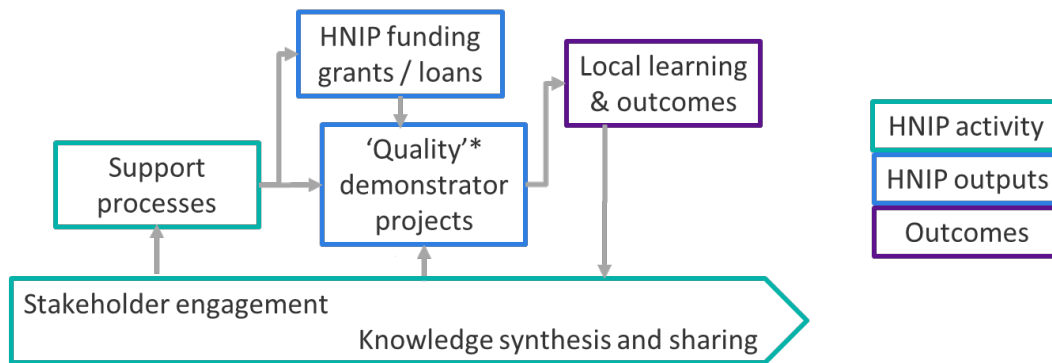 HNIP funding
grants / loans
Local learning
& outcomes
Support
processes
‘Quality’*
demonstrator
projects
Stakeholder engagement
Knowledge synthesis and sharing
HNIP activity
HNIP outputs
Outcomes